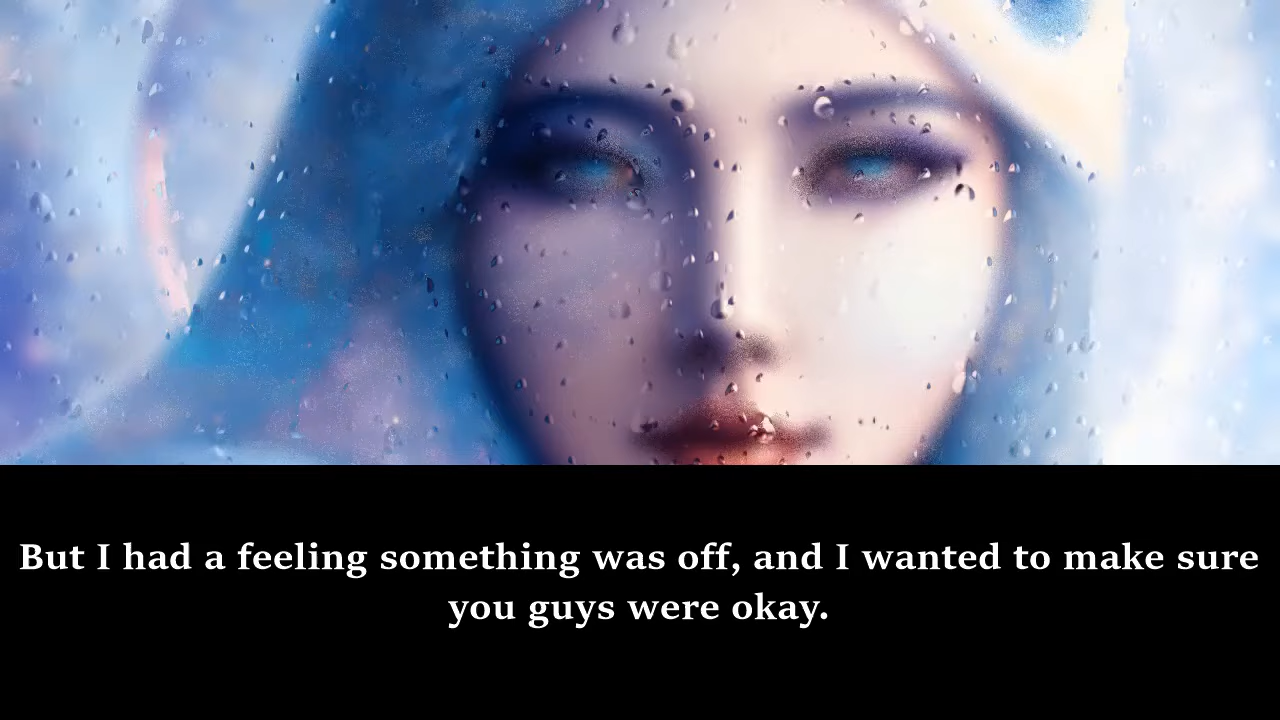 But I had a feeling something was off, and I wanted to make sure
you guys were okay.